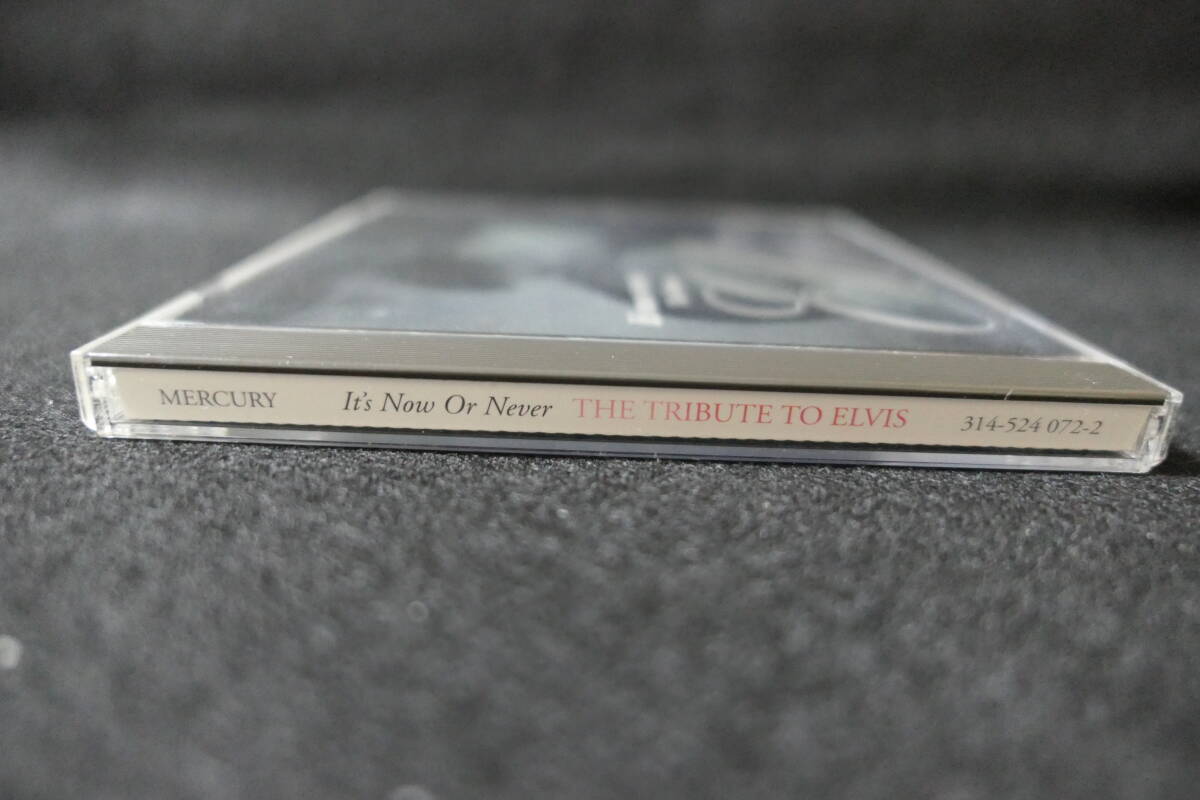 MERCURY It's Now Or Never THE TRIBUTE TO ELVIS 314-524 072-2